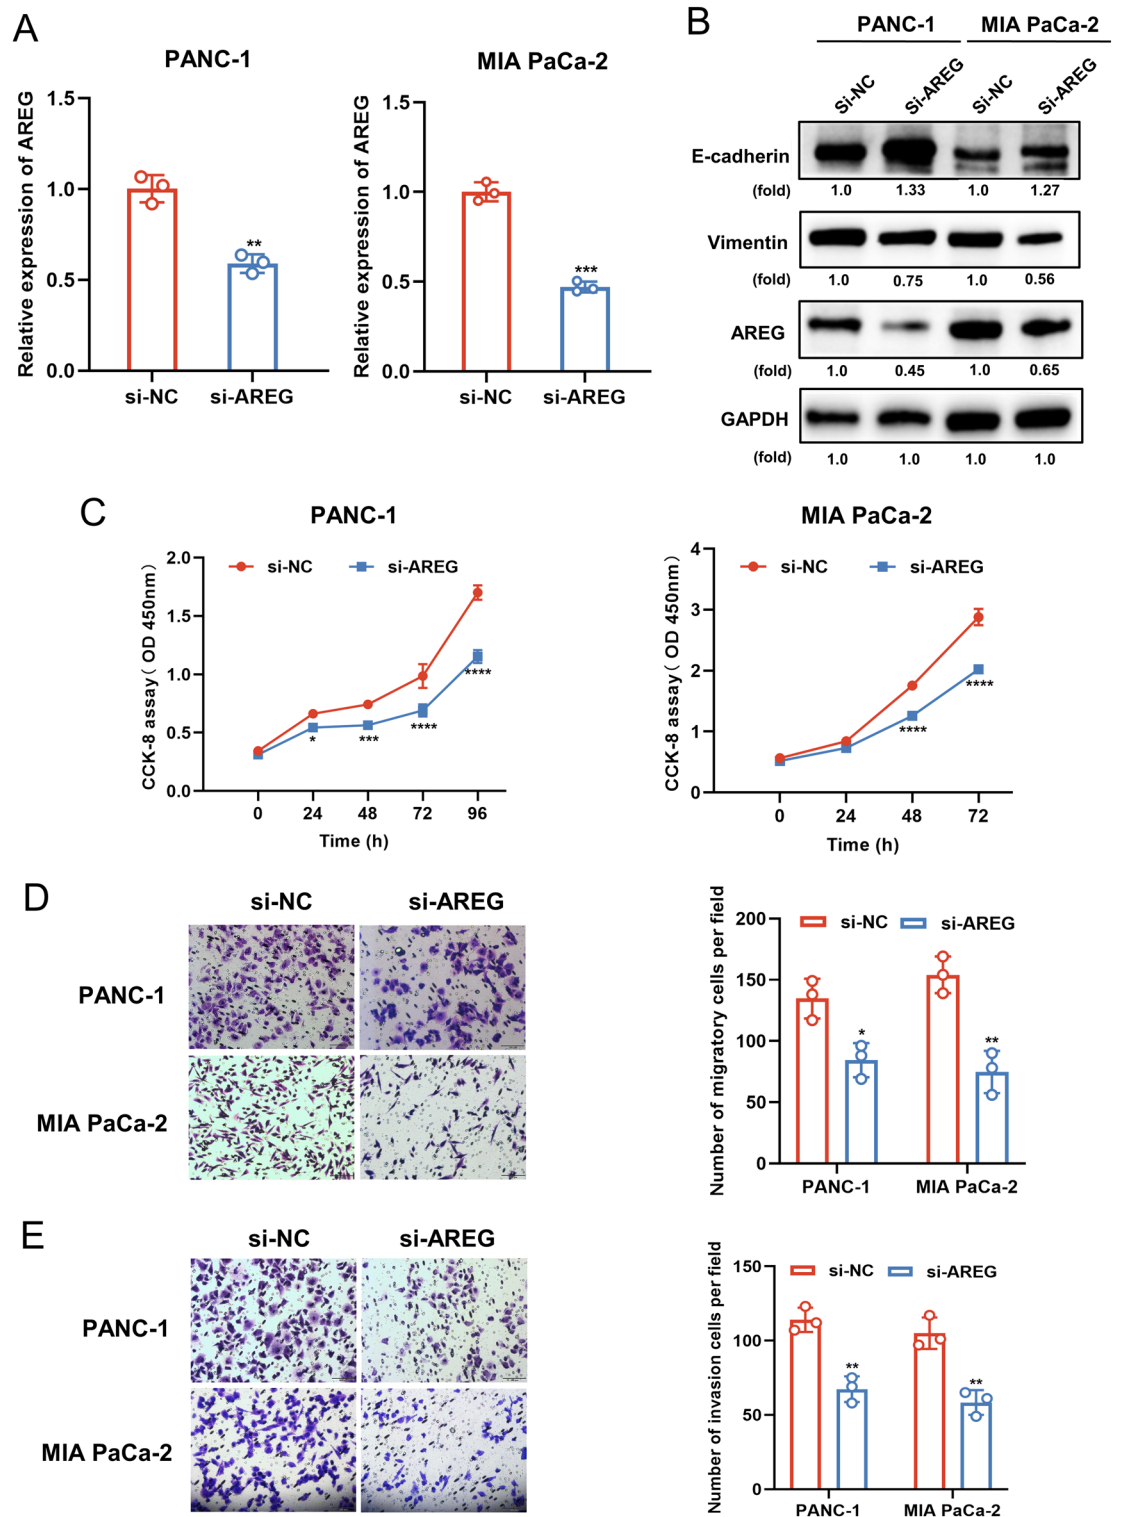 A
PANC-1
MIA PaCa-2
Relative expression of AREG
1.5
1.0
0.5
0.0
**
si-NC
si-AREG
Relative expression of AREG
1.5
1.0
0.5
0.0
***
si-NC
si-AREG
B
PANC-1
MIA PaCa-2
Si-NC
Si-AREG
Si-NC
Si-AREG
E-cadherin
(fold)
1.0 1.33 1.0 1.27
Vimentin
(fold)
1.0 0.75 1.0 0.56
AREG
(fold)
1.0 0.45 1.0 0.65
GAPDH
(fold)
1.0 1.0 1.0 1.0
C
PANC-1
si-NC si-AREG
CCK-8 assay( OD 450nm)
2.0
1.5
1.0
0.5
0.0
*
***
****
****
0 24 48 72 96
Time (h)
MIA PaCa-2
si-NC si-AREG
CCK-8 assay( OD 450nm)
4
3
2
1
0
****
****
0 24 48 72
Time (h)
D
si-NC si-AREG
PANC-1
MIA PaCa-2
Number of migratory cells per field
200
150
100
50
0
si-NC si-AREG
*
**
PANC-1 MIA PaCa-2
E
si-NC si-AREG
PANC-1
MIA PaCa-2
Number of invasion cells per field
150
100
50
0
si-NC si-AREG
**
**
PANC-1 MIA PaCa-2